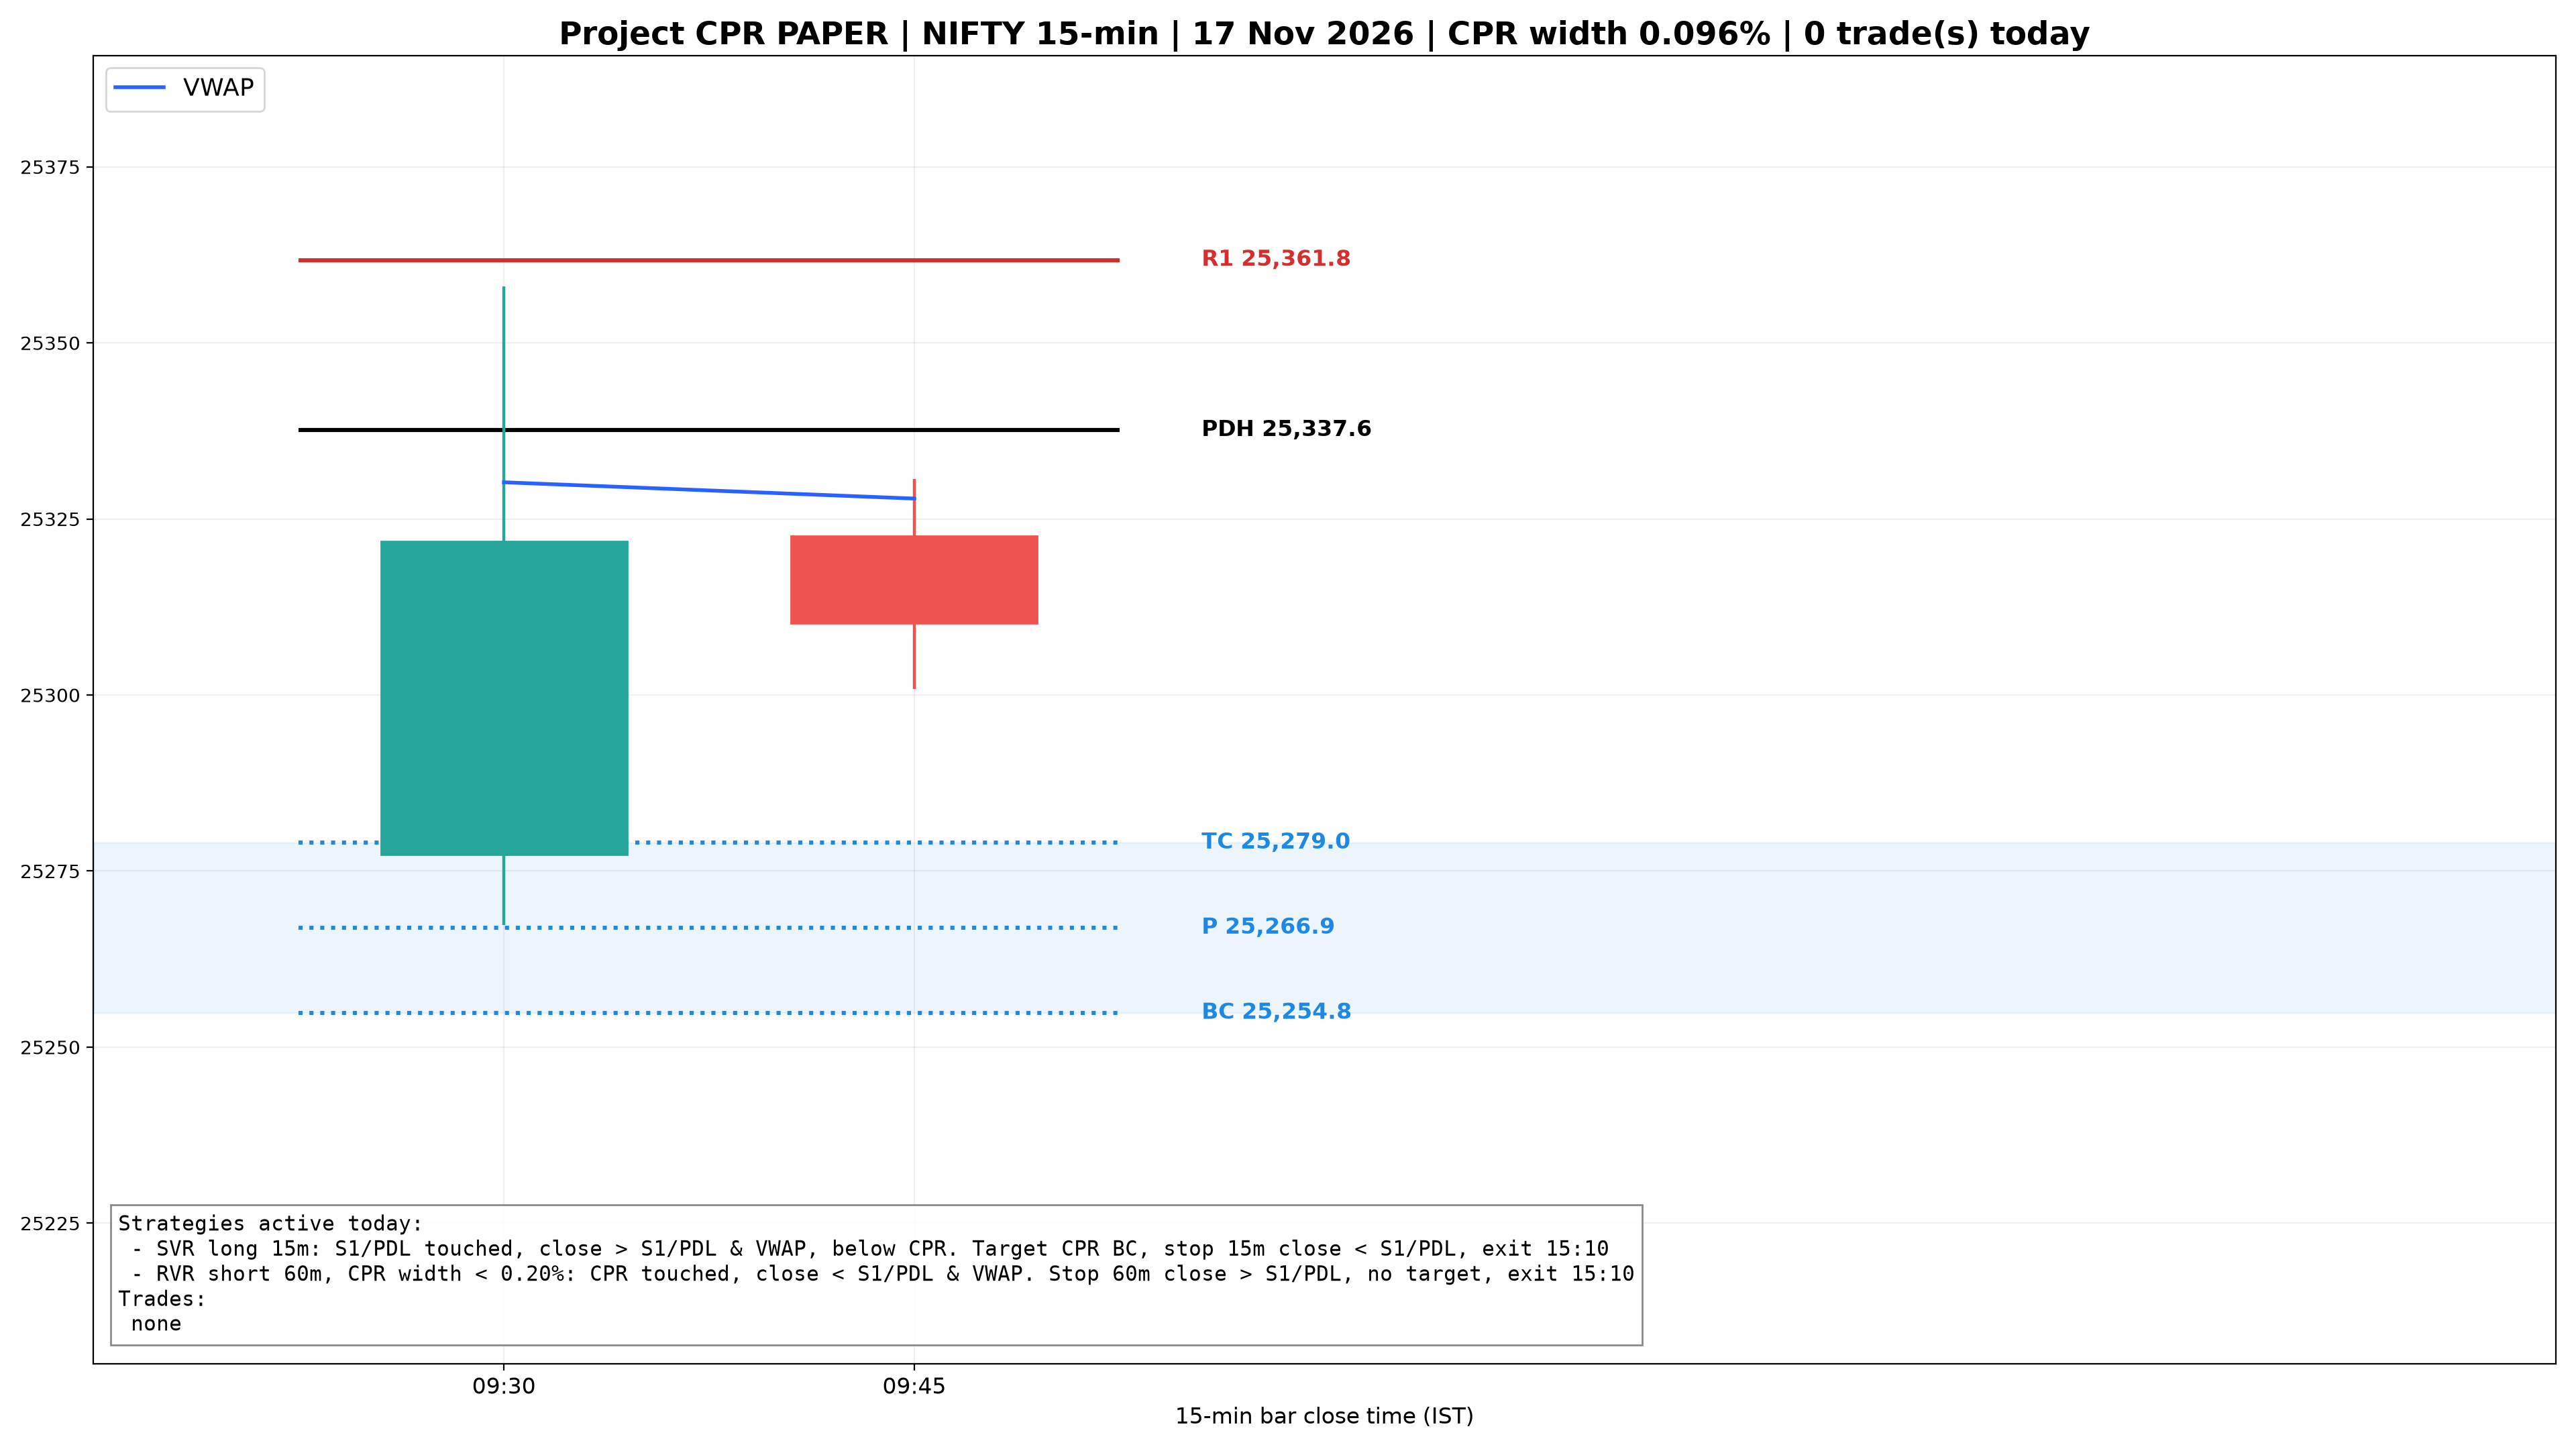 Project CPR PAPER | NIFTY 15-min | 17 Nov 2026 | CPR width 0.096% | 0 trade(s) today
VWAP
25375
R1 25,361.8
25350
PDH 25,337.6
25325
25300
TC 25,279.0
25275
P 25,266.9
BC 25,254.8
25250
25225
Strategies active today:
- SVR long 15m: S1/PDL touched, close > S1/PDL & VWAP, below CPR. Target CPR BC, stop 15m close < S1/PDL, exit 15:10
- RVR short 60m, CPR width < 0.20%: CPR touched, close < S1/PDL & VWAP. Stop 60m close > S1/PDL, no target, exit 15:10
Trades:
none
09:30 09:45
15-min bar close time (IST)